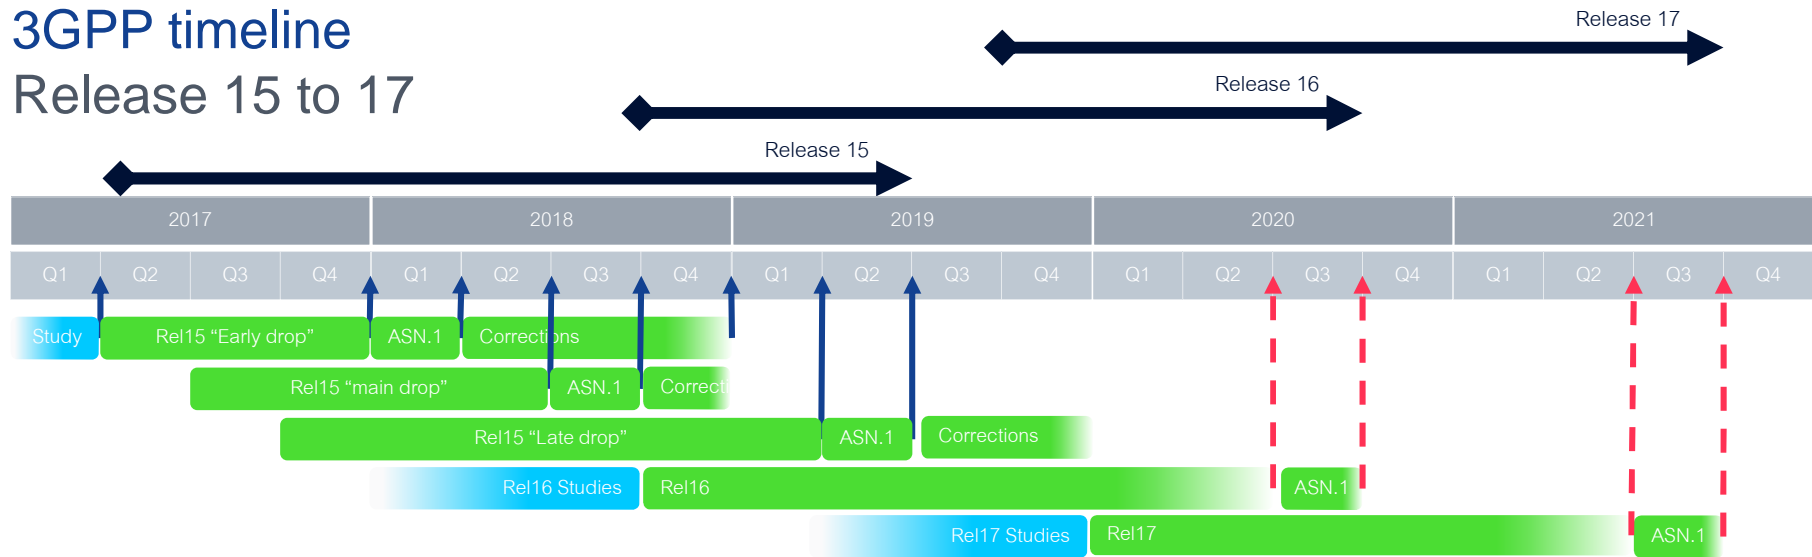 3GPP timeline
Release 15 to 17
Release 17
Release 16
Release 15
2017 2018 2019 2020 2021
Q1 Q2 Q3 Q4 Q1 Q2 Q3 Q4 Q1 Q2 Q3 Q4 Q1 Q2 Q3 Q4 Q1 Q2 Q3 Q4
Study Rel15 “Early drop” ASN.1 Corrections
Rel15 “main drop” ASN.1 Correcti
Rel15 “Late drop” ASN.1 Corrections
Rel16 Studies Rel16 ASN.1
Rel17 Studies Rel17 ASN.1